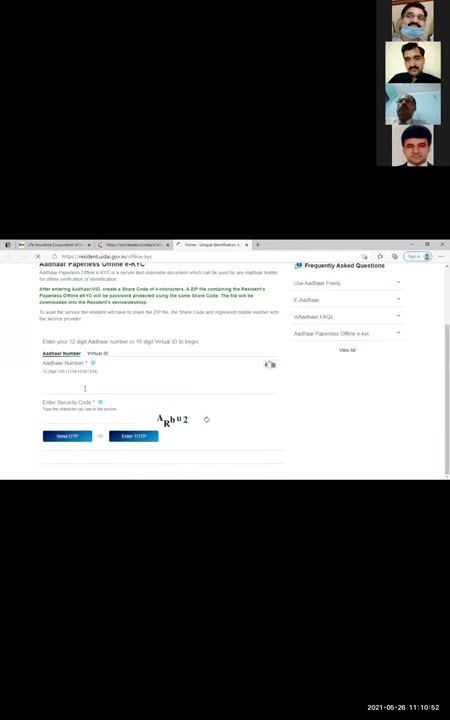 Life Insurance Corporation of In
Home - Unique Identification A
https://resident.uidai.gov.in/offline-kyc
Sign in
Aadhaar Paperless Offline e-KYC
Aadhaar Paperless Offline e-KYC is a secure and shareable document which can be used by any Aadhaar holder
for offline verification of identification.
After entering Aadhaar/VID, create a Share Code of 4-characters. A ZIP file containing the Resident's
Paperless Offline eKYC will be password protected using the same Share Code. The file will be
downloaded into the Resident's device/desktop.
To avail the service the resident will have to share the ZIP file, the Share Code and registered mobile number with
the service provider
Enter your 12 digit Aadhaar number or 16 digit Virtual ID to begin.
Aadhaar Number Virtual ID
Aadhaar Number *
12 Digit UID (123412341234)
Enter Security Code *
Type the character you see in the picture.
ARbu2
Send OTP Or Enter TOTP
Frequently Asked Questions
Use Aadhaar Freely
E-Aadhaar
mAadhaar FAQs
Aadhaar Paperless Offline e-kyc
View All
2021-05-26 11:10:52